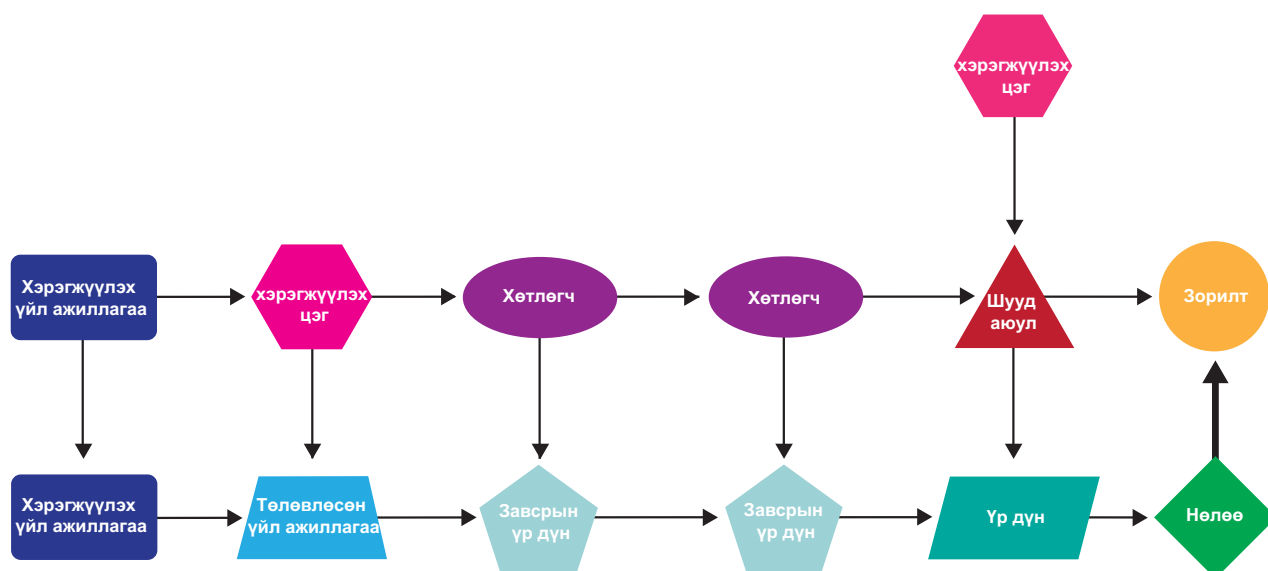 хэрэгжүүлэх
цэг
Хэрэгжүүлэх
үйл ажиллагаа
хэрэгжүүлэх
цэг
Хөтлөгч
Хөтлөгч
Шууд
аюул
Зорилт
Хэрэгжүүлэх
үйл ажиллагаа
Төлөвлөсөн
үйл ажиллагаа
Завсрын
үр дүн
Завсрын
үр дүн
Үр дүн
Нөлөө